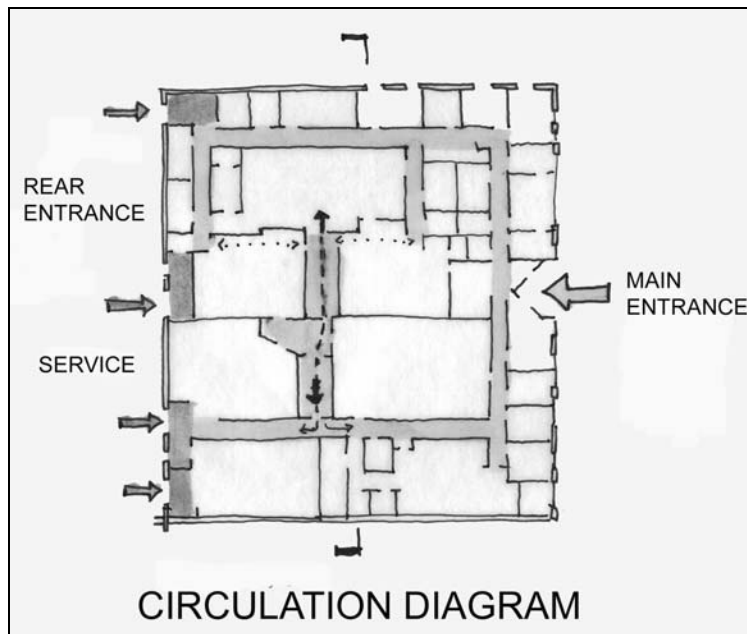 REAR
ENTRANCE
MAIN
ENTRANCE
SERVICE
CIRCULATION DIAGRAM